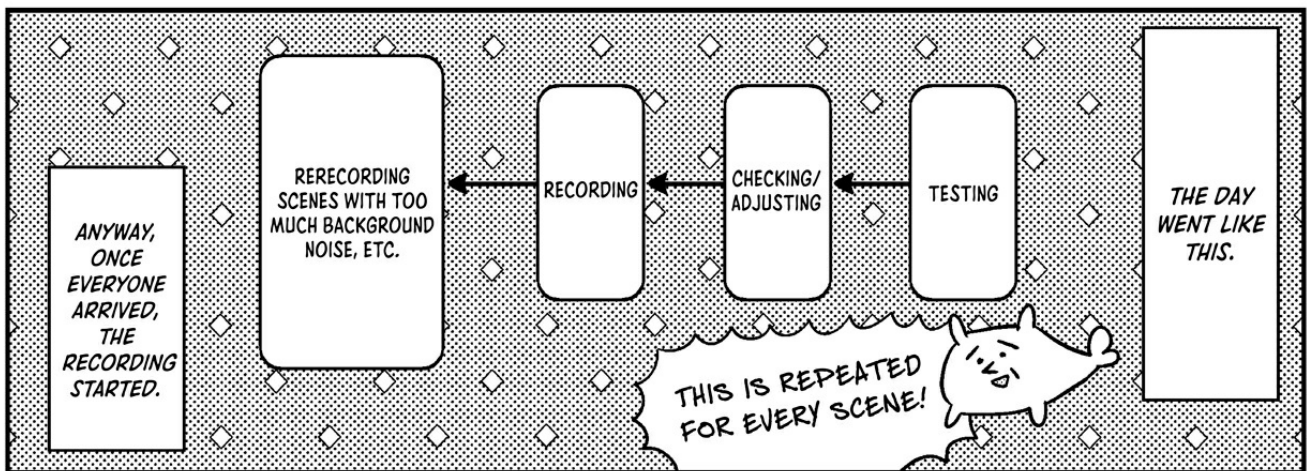 THE DAY
WENT LIKE
THIS.
TESTING
CHECKING/
ADJUSTING
RECORDING
RERECORDING
SCENES WITH TOO
MUCH BACKGROUND
NOISE, ETC.
THIS IS REPEATED
FOR EVERY SCENE!
ANYWAY,
ONCE
EVERYONE
ARRIVED,
THE
RECORDING
STARTED.